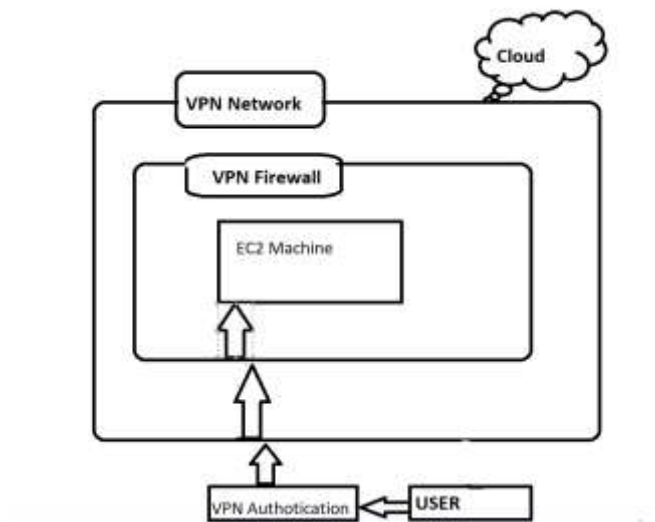 Cloud
VPN Network
VPN Firewall
EC2 Machine
VPN Authotication
USER